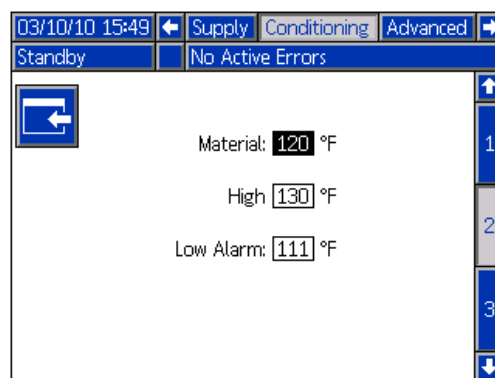 03/10/10 15:49 Supply Conditioning Advanced
Standby No Active Errors
1
Material: 120 °F
High 130 °F
2
Low Alarm: 111 °F
3